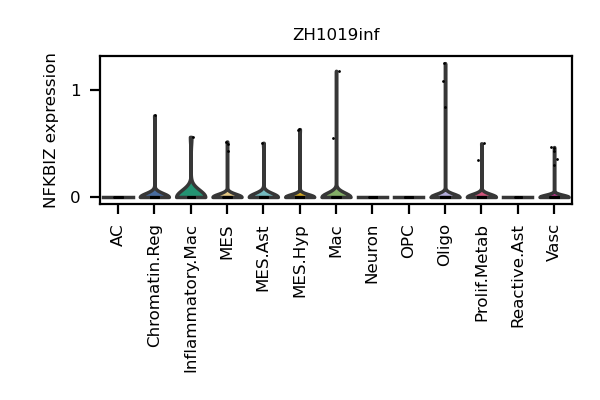 ZH1019inf
NFKBIZ expression
1
0
AC
Chromatin.Reg
Inflammatory.Mac
MES
MES.Ast
MES.Hyp
Mac
Neuron
OPC
Oligo
Prolif.Metab
Reactive.Ast
Vasc